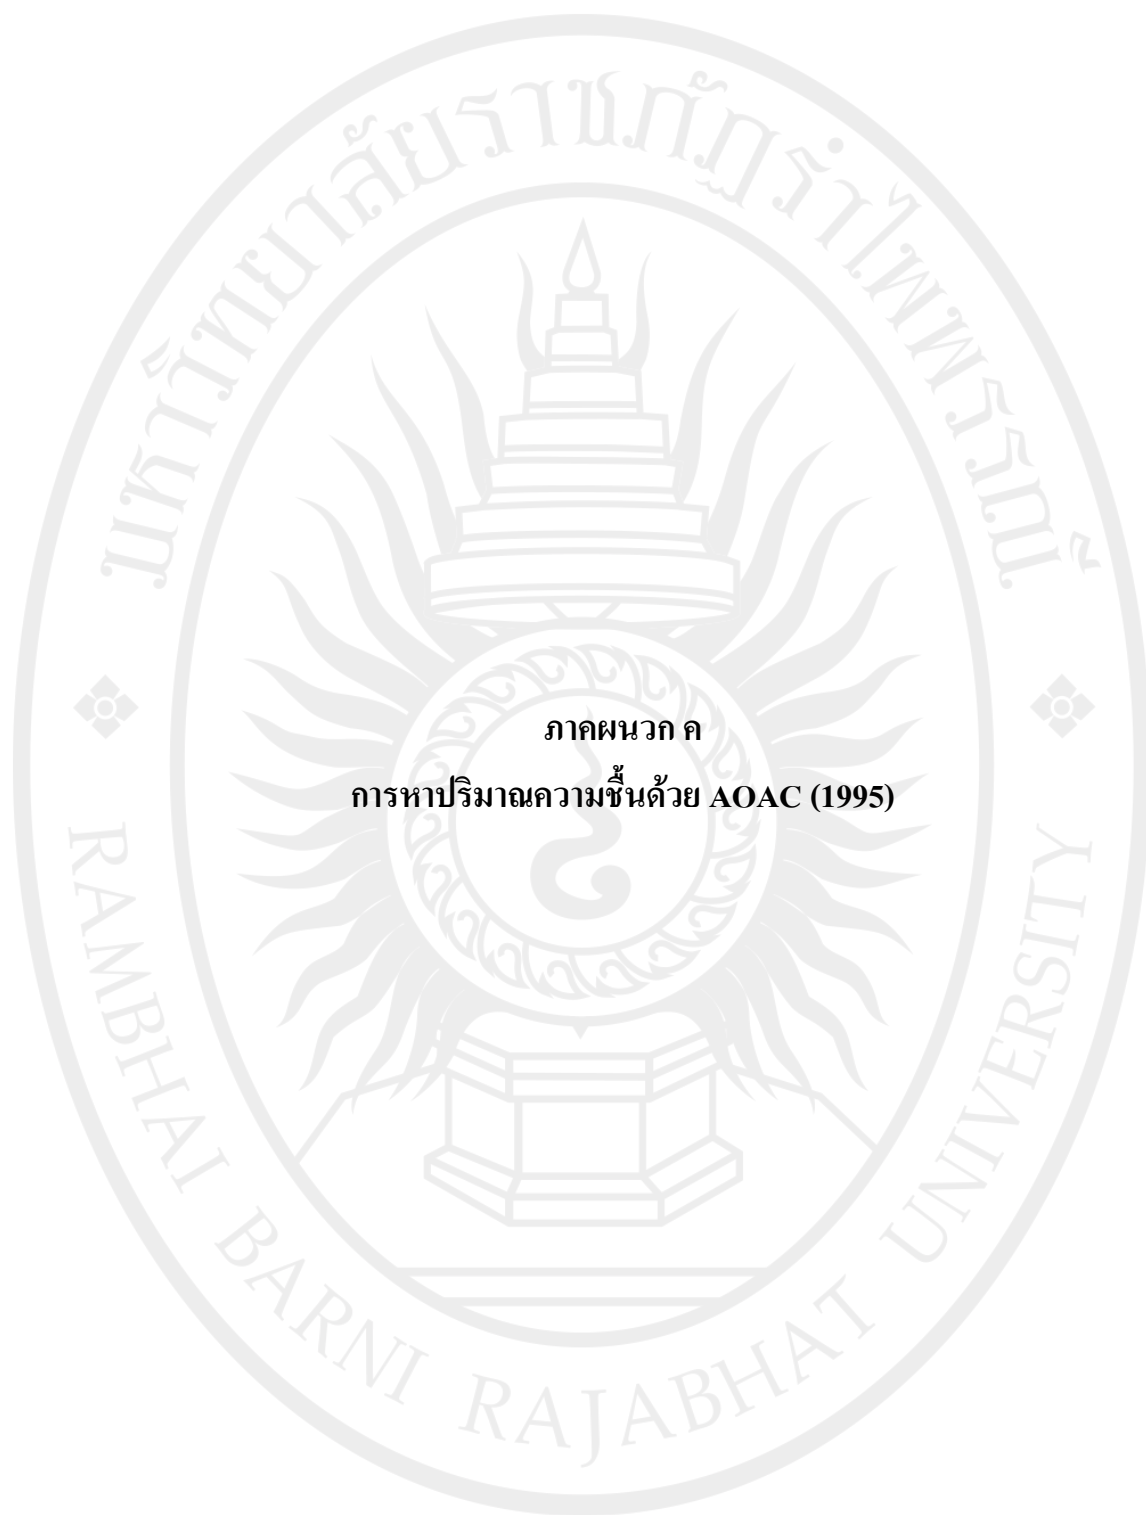 มหาวิทยาลัยราชภัฏรำไพพรรณี
ภาคผนวก ค
การหาปริมาณความชื้นด้วย AOAC (1995)
RAMBHAI BARNI RAJABHAT UNIVERSITY